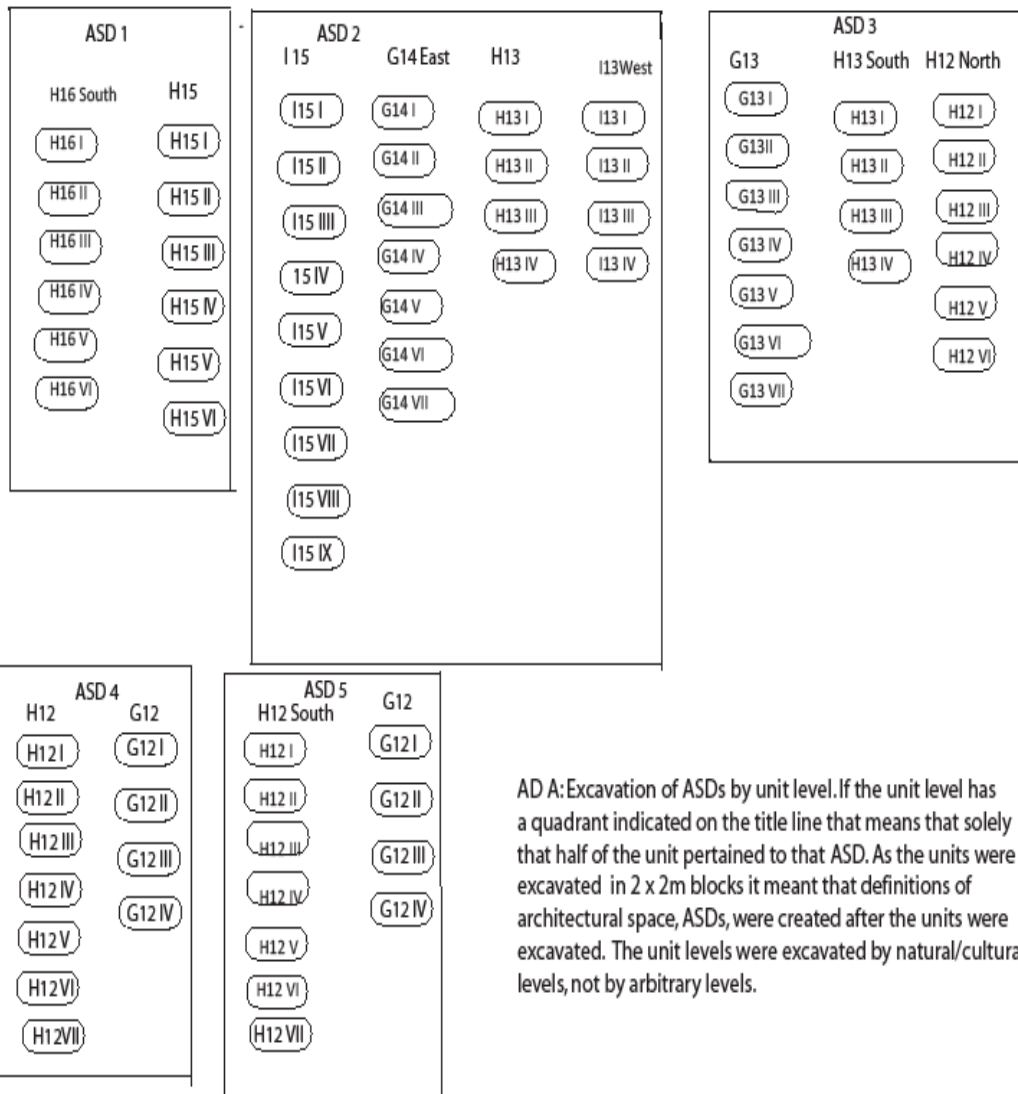 ASD 1
H16 South
H15
H16 I
H16 II
H16 III
H16 IV
H16 V
H16 VI
H15 I
H15 II
H15 III
H15 IV
H15 V
H15 VI
-
ASD 2
I 15
G14 East
H13
I13West
I15 I
I15 II
I15 IIII
15 IV
I15 V
I15 VI
I15 VII
I15 VIII
I15 IX
G14 I
G14 II
G14 III
G14 IV
G14 V
G14 VI
G14 VII
H13 I
H13 II
H13 III
H13 IV
I13 I
I13 II
I13 III
I13 IV
ASD 3
G13
H13 South
H12 North
G13 I
G13II
G13 III
G13 IV
G13 V
G13 VI
G13 VII
H13 I
H13 II
H13 III
H13 IV
H12 I
H12 II
H12 III
H12 IV
H12 V
H12 VI
ASD 4
H12
G12
H12 I
H12 II
H12 III
H12 IV
H12 V
H12VI
H12VII
G12 I
G12 II
G12 III
G12 IV
ASD 5
H12 South
G12
H12 I
H12 II
H12 III
H12 IV
H12 V
H12 VI
H12 VII
G12 I
G12 II
G12 III
G12 IV
AD A: Excavation of ASDs by unit level. If the unit level has
a quadrant indicated on the title line that means that solely
that half of the unit pertained to that ASD. As the units were
excavated in 2 x 2m blocks it meant that definitions of
architectural space, ASDs, were created after the units were
excavated. The unit levels were excavated by natural/cultura
levels, not by arbitrary levels.